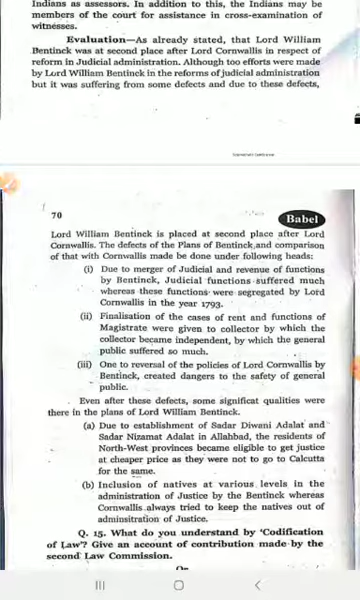 Indians as assessors. In addition to this, the Indians may
be members of the court for assistance in cross-examination of
witnesses.
Evaluation—As already stated, that Lord William
Bentinck was at second place after Lord Cornwallis in respect of
reform in Judicial administration. Although too efforts were made
by Lord William Bentinck in the reforms of judicial administration
but it was suffering from some defects and due to these defects,
70
Babel
Lord William Bentinck is placed at second place after Lord
Cornwallis. The defects of the Plans of Bentinck and comparison
of that with Cornwallis made be done under following heads:
(i) Due to merger of Judicial and revenue of functions
by Bentinck, Judicial functions suffered much
whereas these functions were segregated by Lord
Cornwallis in the year 1793.
(ii) Finalisation of the cases of rent and functions of
Magistrate were given to collector by which the
collector became independent, by which the general
public suffered so much.
(iii) One to reversal of the policies of Lord Cornwallis by
Bentinck, created dangers to the safety of general
public.
Even after these defects, some significat qualities were
there in the plans of Lord William Bentinck.
(a) Due to establishment of Sadar Diwani Adalat and
Sadar Nizamat Adalat in Allahbad, the residents of
North-West provinces became eligible to get justice
at cheaper price as they were not to go to Calcutta
for the same.
(b) Inclusion of natives at various levels in the
administration of Justice by the Bentinck whereas
Cornwallis always tried to keep the natives out of
adminsitration of Justice.
Q. 15. What do you understand by 'Codification
of Law'? Give an account of contribution made by the
second Law Commission.
Or